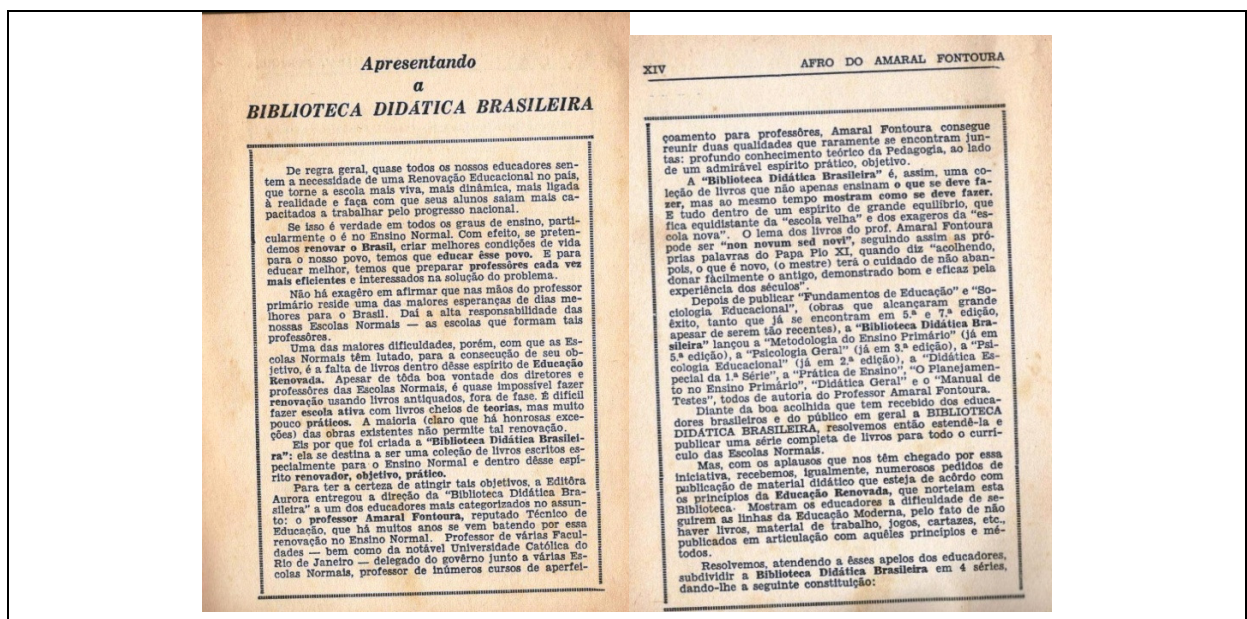 Apresentando
a
BIBLIOTECA DIDÁTICA BRASILEIRA
De regra geral, quase todos os nossos educadores sen-
tem a necessidade de uma Renovação Educacional no país,
que torne a escola mais viva, mais dinâmica, mais ligada
à realidade e faça com que seus alunos saiam mais ca-
pacitados a trabalhar pelo progresso nacional.
Se isso é verdade em todos os graus de ensino, parti-
cularmente o é no Ensino Normal. Com efeito, se preten-
demos renovar o Brasil, criar melhores condições de vida
para o nosso povo, temos que educar êsse povo. E para
educar melhor, temos que preparar professôres cada vez
mais eficientes e interessados na solução do problema.
Não há exagêro em afirmar que nas mãos do professor
primário reside uma das maiores esperanças de dias me-
lhores para o Brasil. Daí a alta responsabilidade das
nossas Escolas Normais — as escolas que formam tais
professôres.
Uma das maiores dificuldades, porém, com que as Es-
colas Normais têm lutado, para a consecução de seu ob-
jetivo, é a falta de livros dentro dêsse espírito de Educação
Renovada. Apesar de tôda boa vontade dos diretores e
professôres das Escolas Normais, é quase impossível fazer
renovação usando livros antiquados, fora de fase. É difícil
fazer escola ativa com livros cheios de teorias, mas muito
pouco práticos. A maioria (claro que há honrosas exce-
ções) das obras existentes não permite tal renovação.
Eis por que foi criada a "Biblioteca Didática Brasilei-
ra": ela se destina a ser uma coleção de livros escritos es-
pecialmente para o Ensino Normal e dentro dêsse espí-
rito renovador, objetivo, prático.
Para ter a certeza de atingir tais objetivos, a Editôra
Aurora entregou a direção da "Biblioteca Didática Bra-
sileira" a um dos educadores mais categorizados no assun-
to: o professor Amaral Fontoura, reputado Técnico de
Educação, que há muitos anos se vem batendo por essa
renovação no Ensino Normal. Professor de várias Facul-
dades — bem como da notável Universidade Católica do
Rio de Janeiro — delegado do govêrno junto a várias Es-
colas Normais, professor de inúmeros cursos de aperfei-
XIV AFRO DO AMARAL FONTOURA
çoamento para professôres, Amaral Fontoura consegue
reunir duas qualidades que raramente se encontram jun-
tas: profundo conhecimento teórico da Pedagogia, ao lado
de um admirável espírito prático, objetivo.
A "Biblioteca Didática Brasileira" é, assim, uma co-
leção de livros que não apenas ensinam o que se deve fa-
zer, mas ao mesmo tempo mostram como se deve fazer.
E tudo dentro de um espírito de grande equilíbrio, que
fica equidistante da "escola velha" e dos exageros da "es-
cola nova". O lema dos livros do prof. Amaral Fontoura
pode ser "non novum sed novi", seguindo assim as pró-
prias palavras do Papa Pio XI, quando diz "acolhendo,
pois, o que é novo, (o mestre) terá o cuidado de não aban-
donar fàcilmente o antigo, demonstrado bom e eficaz pela
experiência dos séculos".
Depois de publicar "Fundamentos de Educação" e "So-
ciologia Educacional", (obras que alcançaram grande
êxito, tanto que já se encontram em 5.ª e 7.ª edição,
apesar de serem tão recentes), a "Biblioteca Didática Bra-
sileira" lançou a "Metodologia do Ensino Primário" (já em
5.ª edição), a "Psicologia Geral" (já em 3.ª edição), a "Psi-
cologia Educacional" (já em 2.ª edição), a "Didática Es-
pecial da 1.ª Série", a "Prática de Ensino", "O Planejamen-
to no Ensino Primário", "Didática Geral" e o "Manual de
Testes", todos de autoria do Professor Amaral Fontoura.
Diante da boa acolhida que tem recebido dos educa-
dores brasileiros e do público em geral a BIBLIOTECA
DIDÁTICA BRASILEIRA, resolvemos então estendê-la e
publicar uma série completa de livros para todo o currí-
culo das Escolas Normais.
Mas, com os aplausos que nos têm chegado por essa
iniciativa, recebemos, igualmente, numerosos pedidos de
publicação de material didático que esteja de acôrdo com
os princípios da Educação Renovada, que norteiam esta
Biblioteca. Mostram os educadores a dificuldade de se-
guirem as linhas da Educação Moderna, pelo fato de não
haver livros, material de trabalho, jogos, cartazes, etc.,
publicados em articulação com aquêles princípios e mé-
todos.
Resolvemos, atendendo a êsses apelos dos educadores,
subdividir a Biblioteca Didática Brasileira em 4 séries,
dando-lhe a seguinte constituição: